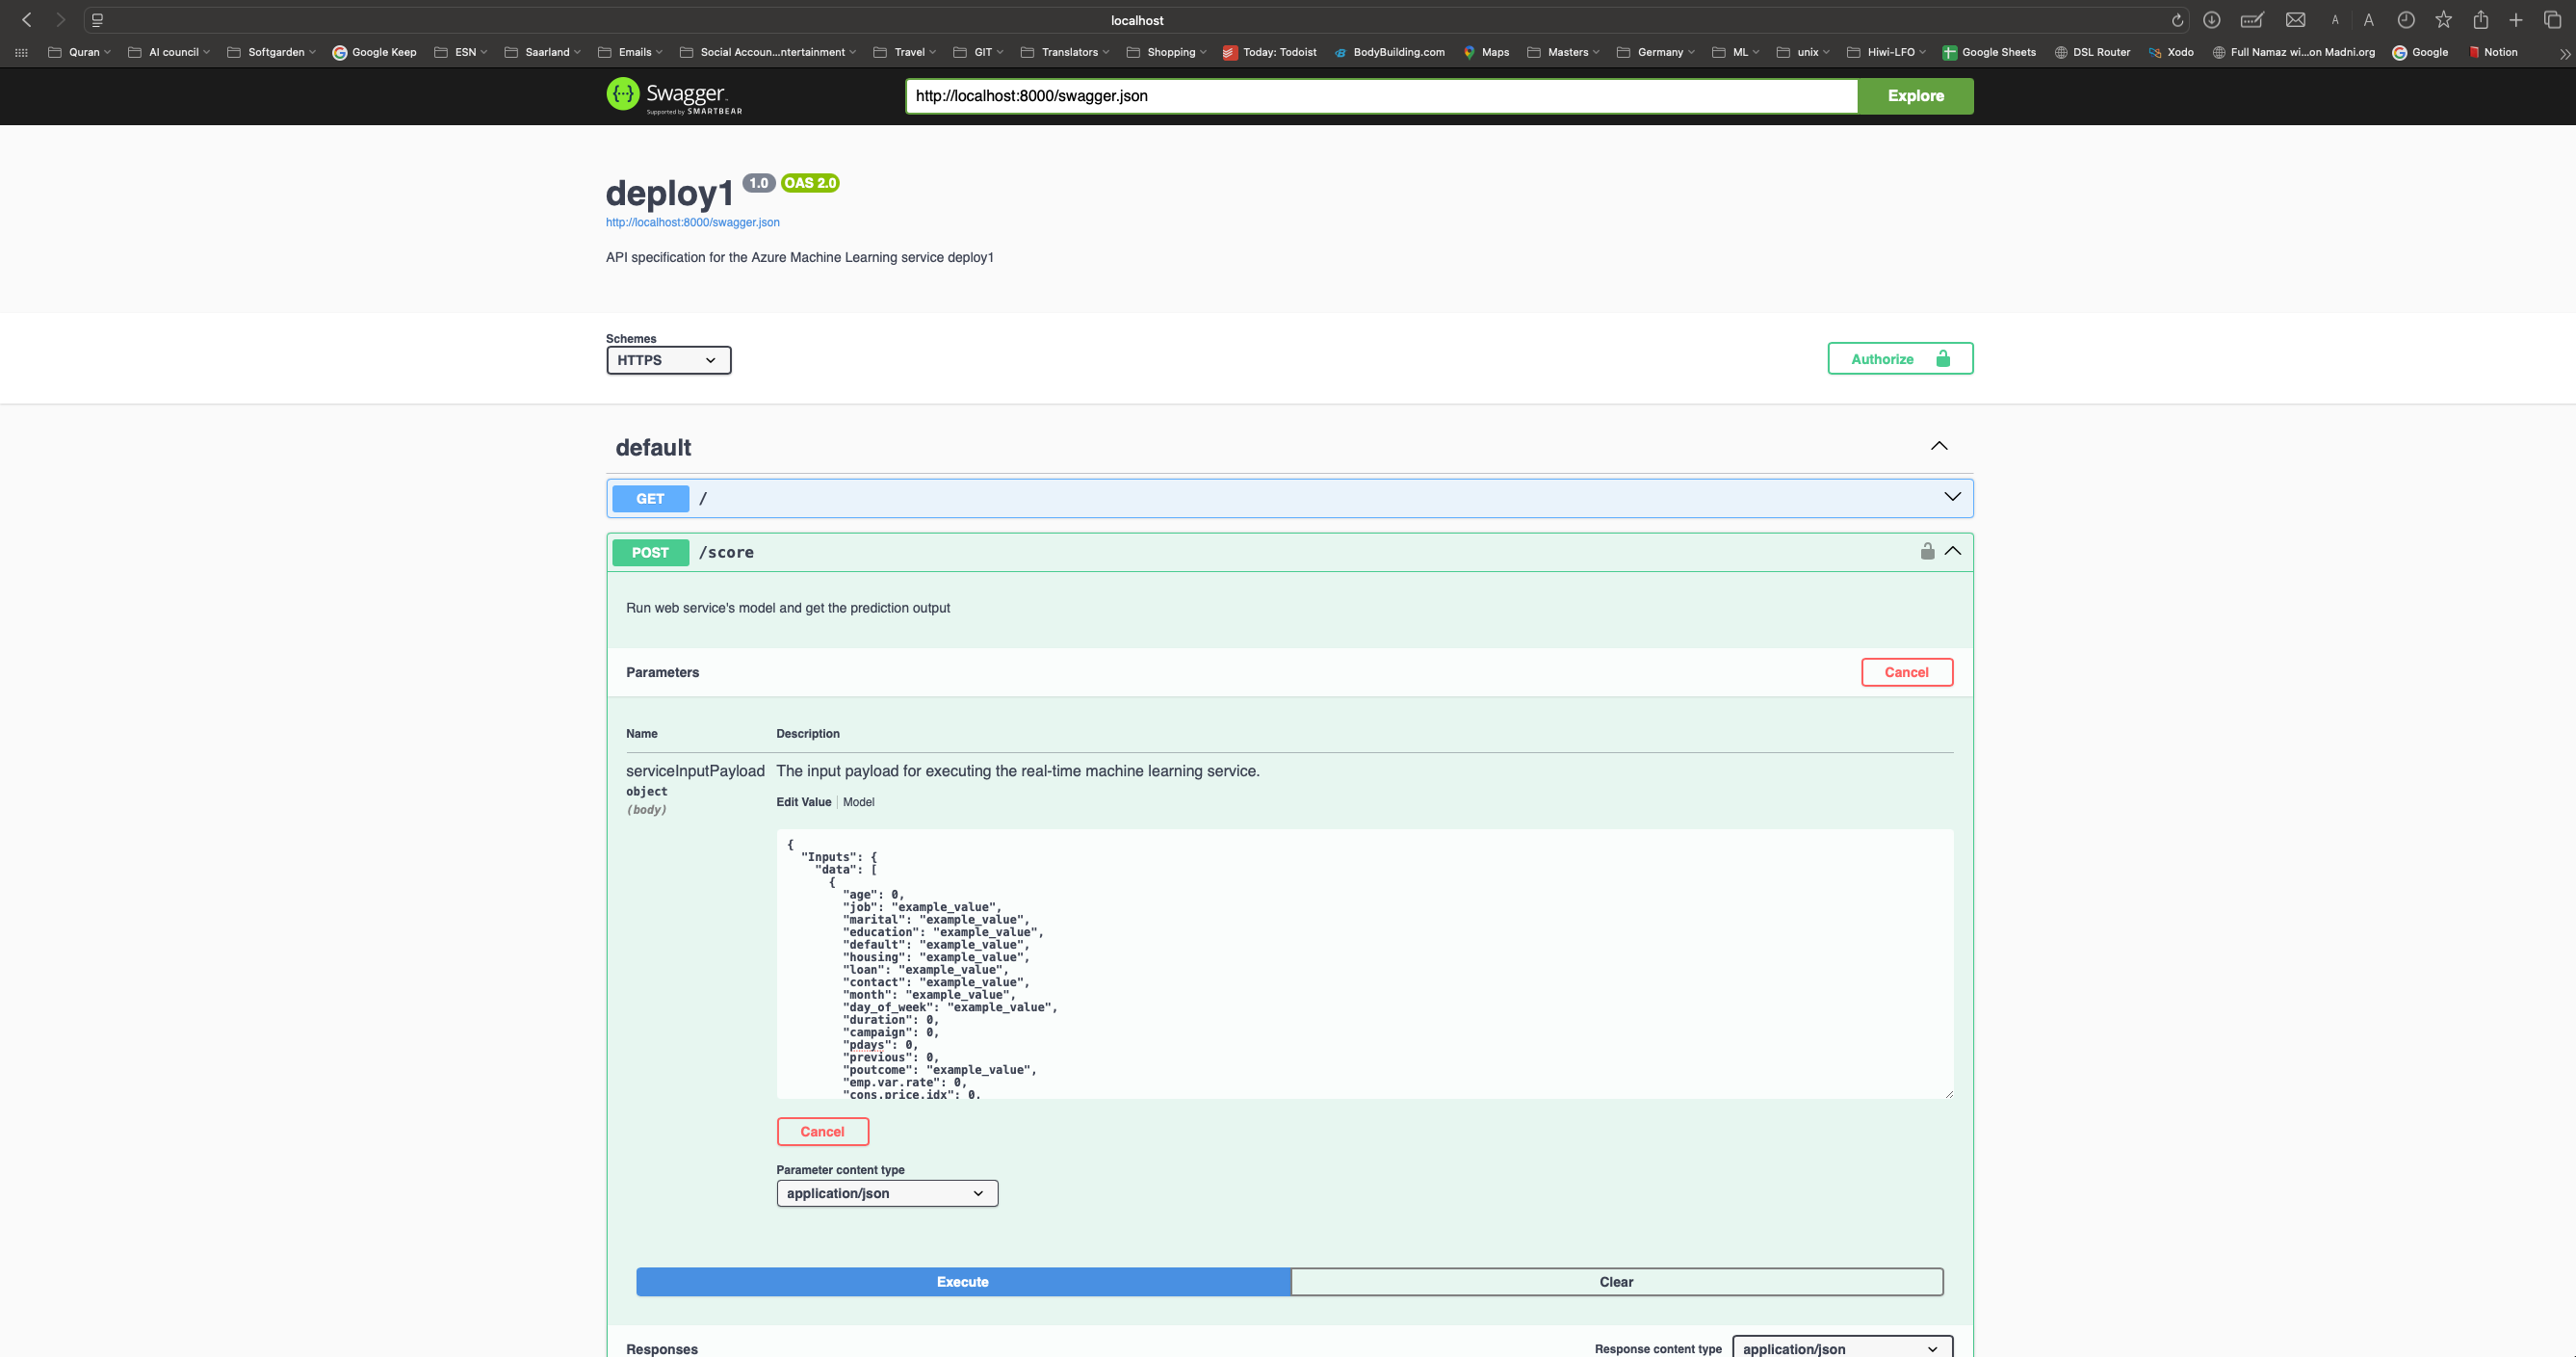 localhost
Quran
AI council
Softgarden
Google Keep
ESN
Saarland
Emails
Social Accoun...ntertainment
Travel
GIT
Translators
Shopping
Today: Todoist
BodyBuilding.com
Maps
Masters
Germany
ML
unix
Hiwi-LFO
Google Sheets
DSL Router
Xodo
Full Namaz wi...on Madni.org
Google
Notion
Swagger
Supported by SMARTBEAR
http://localhost:8000/swagger.json
Explore
deploy1 1.0 OAS 2.0
http://localhost:8000/swagger.json
API specification for the Azure Machine Learning service deploy1
Schemes
HTTPS
Authorize
default
GET /
POST /score
Run web service's model and get the prediction output
Parameters
Cancel
Name Description
serviceInputPayload The input payload for executing the real-time machine learning service.
object
(body)
Edit Value | Model
{
"Inputs": {
"data": [
{
"age": 0,
"job": "example_value",
"marital": "example_value",
"education": "example_value",
"default": "example_value",
"housing": "example_value",
"loan": "example_value",
"contact": "example_value",
"month": "example_value",
"day_of_week": "example_value",
"duration": 0,
"campaign": 0,
"pdays": 0,
"previous": 0,
"poutcome": "example_value",
"emp.var.rate": 0,
"cons.price.idx": 0,
Cancel
Parameter content type
application/json
Execute
Clear
Responses
Response content type
application/json